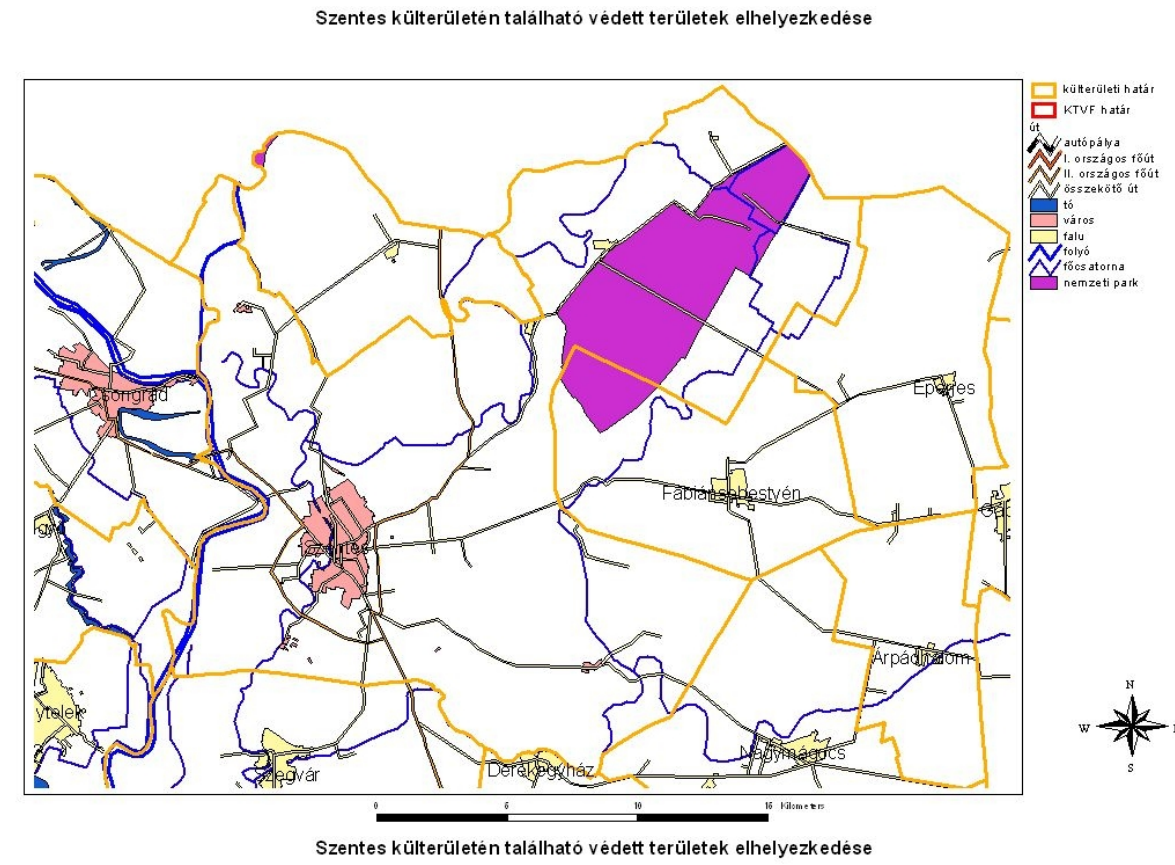 Szentes külterületén található védett területek elhelyezkedése
külterületi határ
KTVF határ
út
autópálya
I. országos főút
II. országos főút
összekötő út
tó
város
falu
folyó
főcsatorna
nemzeti park
Csongrád
Eperjes
Fábiánsebestyén
Szentes
Árpádhalom
ytelek
Nagymágocs
Szegvár
Derekegyház
N
W
S
0 5 10 15 Kilometers
Szentes külterületén található védett területek elhelyezkedése